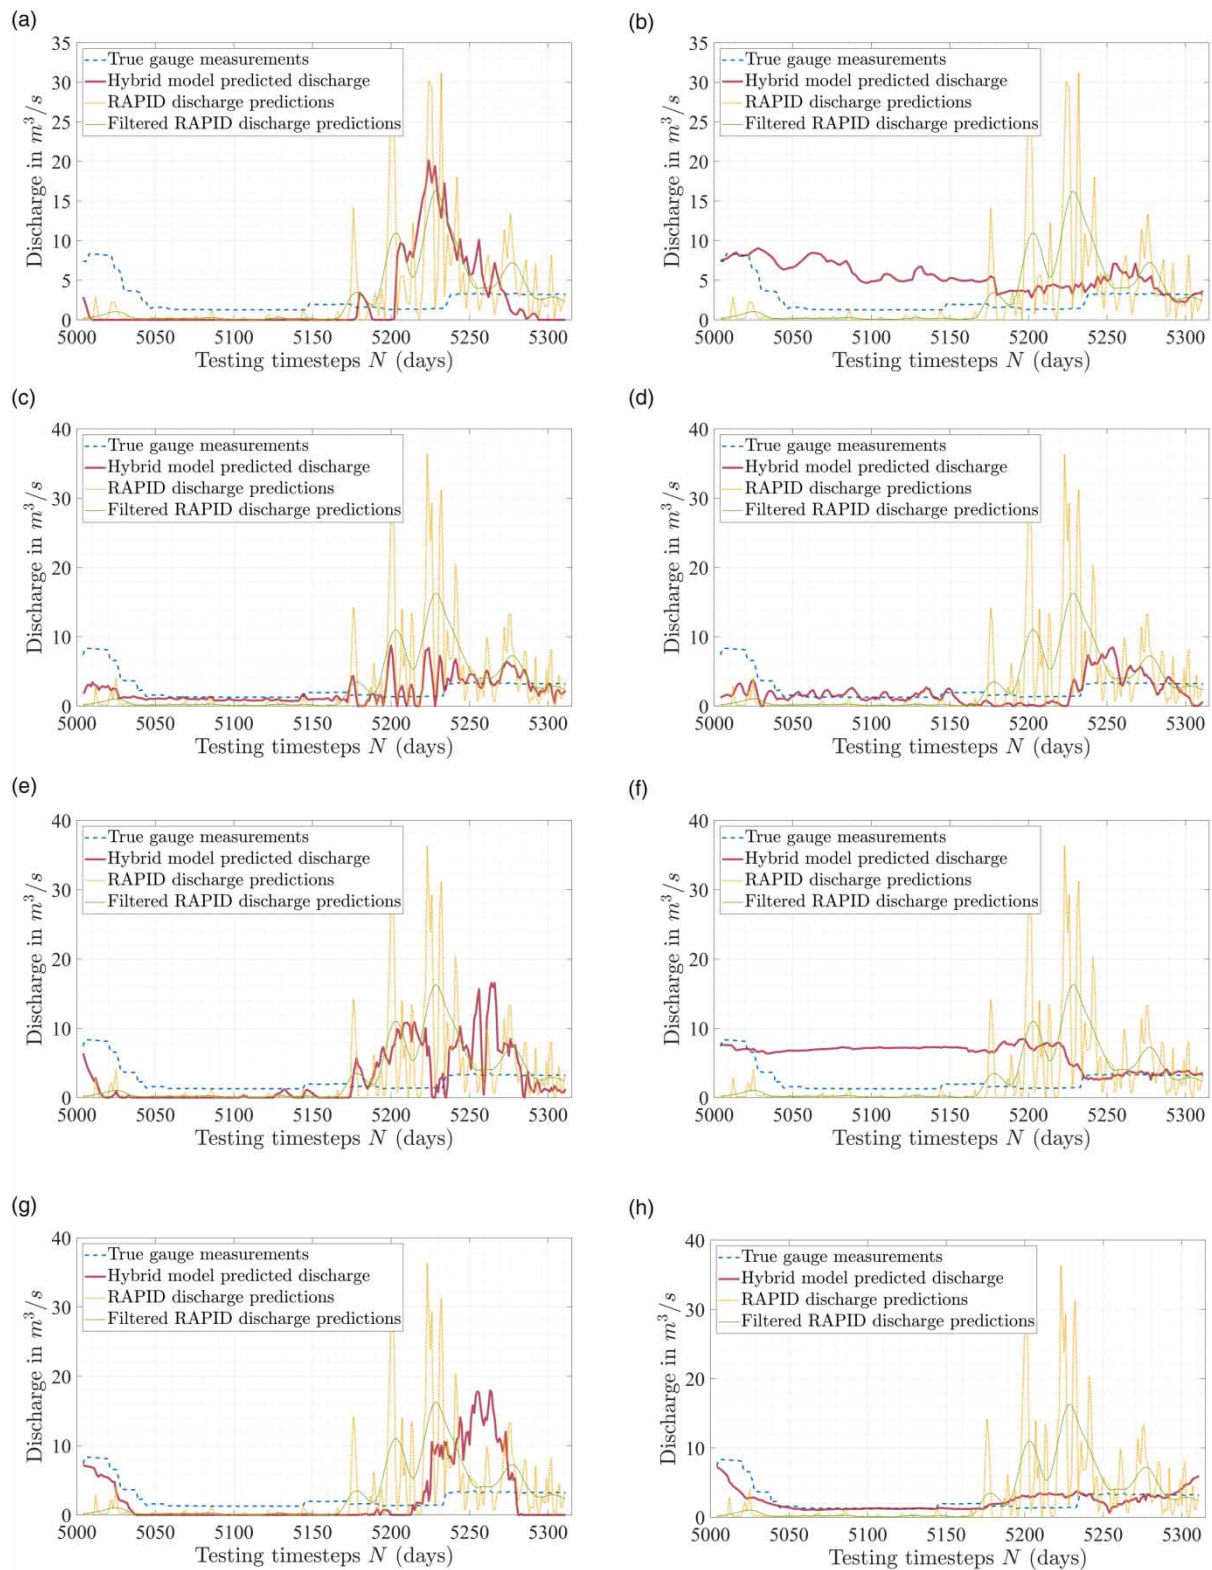 (a)
35
30
25
20
15
10
5
0
Discharge in m³/s
True gauge measurements
Hybrid model predicted discharge
RAPID discharge predictions
Filtered RAPID discharge predictions
5000 5050 5100 5150 5200 5250 5300
Testing timesteps N (days)
(b)
35
30
25
20
15
10
5
0
Discharge in m³/s
True gauge measurements
Hybrid model predicted discharge
RAPID discharge predictions
Filtered RAPID discharge predictions
5000 5050 5100 5150 5200 5250 5300
Testing timesteps N (days)
(c)
40
30
20
10
0
Discharge in m³/s
True gauge measurements
Hybrid model predicted discharge
RAPID discharge predictions
Filtered RAPID discharge predictions
5000 5050 5100 5150 5200 5250 5300
Testing timesteps N (days)
(d)
40
30
20
10
0
Discharge in m³/s
True gauge measurements
Hybrid model predicted discharge
RAPID discharge predictions
Filtered RAPID discharge predictions
5000 5050 5100 5150 5200 5250 5300
Testing timesteps N (days)
(e)
40
30
20
10
0
Discharge in m³/s
True gauge measurements
Hybrid model predicted discharge
RAPID discharge predictions
Filtered RAPID discharge predictions
5000 5050 5100 5150 5200 5250 5300
Testing timesteps N (days)
(f)
40
30
20
10
0
Discharge in m³/s
True gauge measurements
Hybrid model predicted discharge
RAPID discharge predictions
Filtered RAPID discharge predictions
5000 5050 5100 5150 5200 5250 5300
Testing timesteps N (days)
(g)
40
30
20
10
0
Discharge in m³/s
True gauge measurements
Hybrid model predicted discharge
RAPID discharge predictions
Filtered RAPID discharge predictions
5000 5050 5100 5150 5200 5250 5300
Testing timesteps N (days)
(h)
40
30
20
10
0
Discharge in m³/s
True gauge measurements
Hybrid model predicted discharge
RAPID discharge predictions
Filtered RAPID discharge predictions
5000 5050 5100 5150 5200 5250 5300
Testing timesteps N (days)